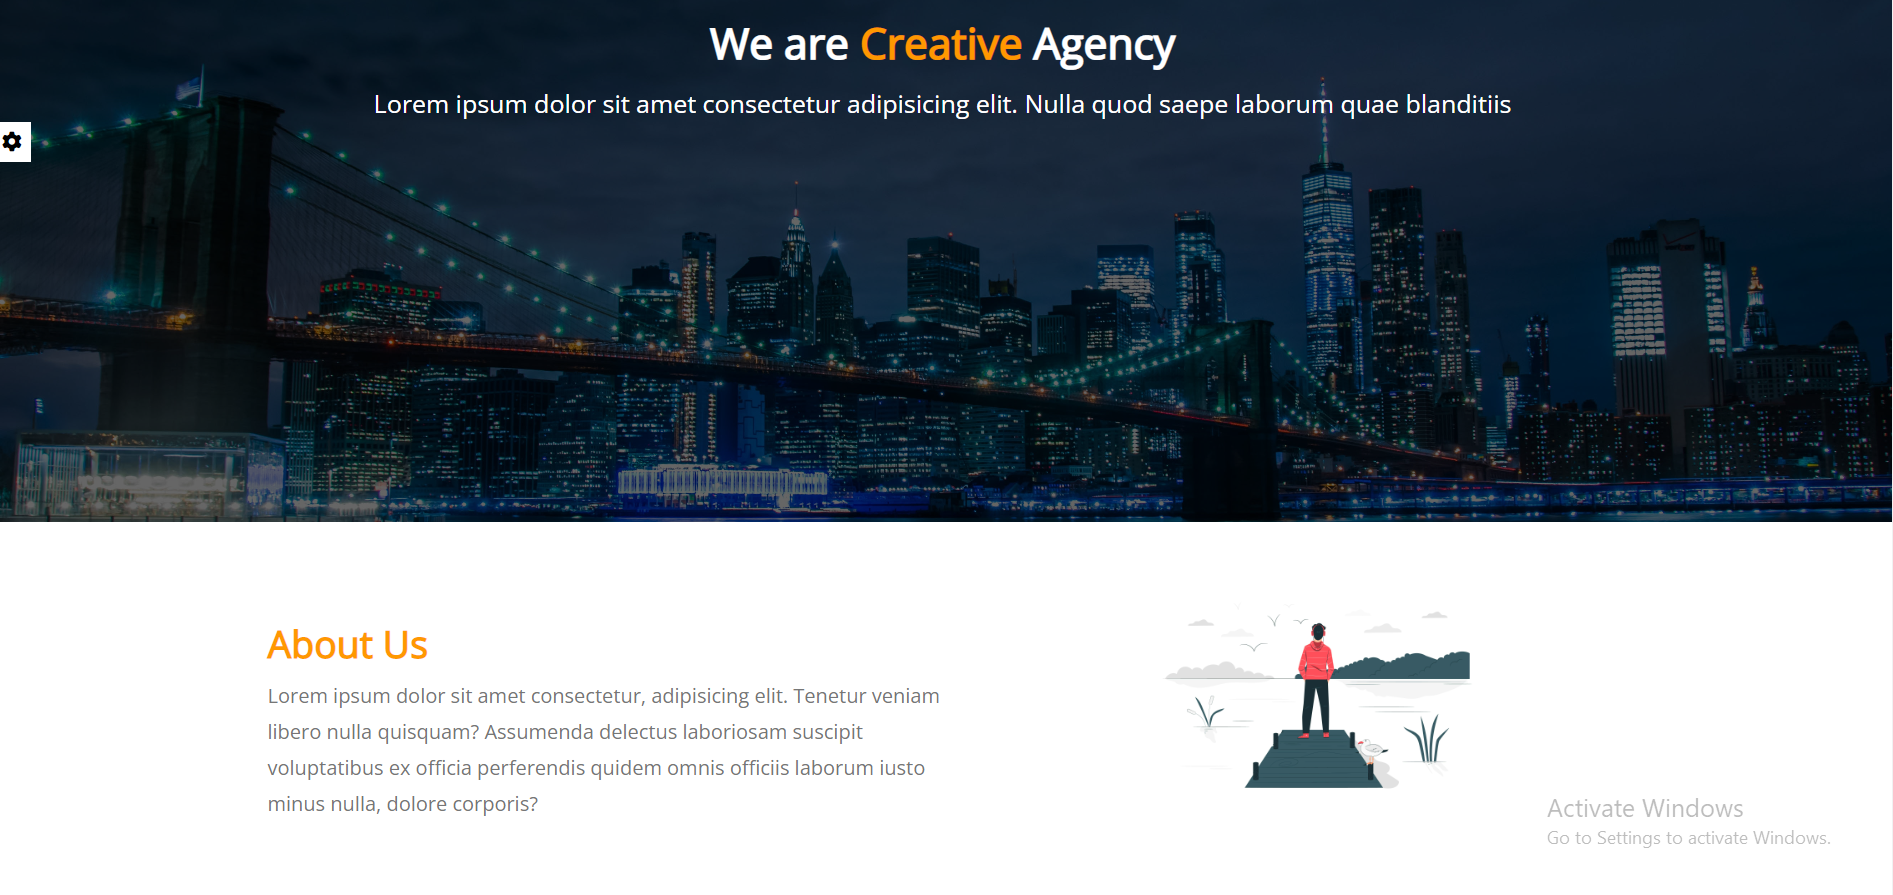 We are Creative Agency
Lorem ipsum dolor sit amet consectetur adipisicing elit. Nulla quod saepe laborum quae blanditiis
About Us
Lorem ipsum dolor sit amet consectetur, adipisicing elit. Tenetur veniam
libero nulla quisquam? Assumenda delectus laboriosam suscipit
voluptatibus ex officia perferendis quidem omnis officiis laborum iusto
minus nulla, dolore corporis?
Activate Windows
Go to Settings to activate Windows.